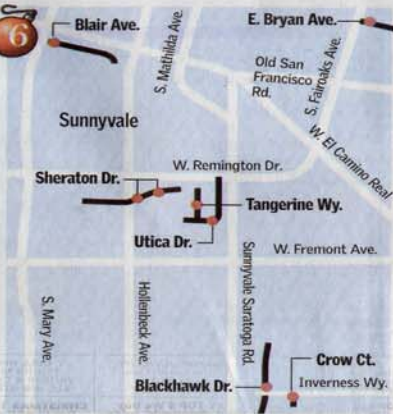 6
Blair Ave.
E. Bryan Ave.
S. Mathilda Ave.
Old San
Francisco
Rd.
S. Fairoaks Ave.
Sunnyvale
W. El Camino Real
W. Remington Dr.
Sheraton Dr.
Tangerine Wy.
Utica Dr.
W. Fremont Ave.
S. Mary Ave.
Hollenbeck Ave.
Sunnyvale Saratoga Rd.
Crow Ct.
Blackhawk Dr.
Inverness Wy.